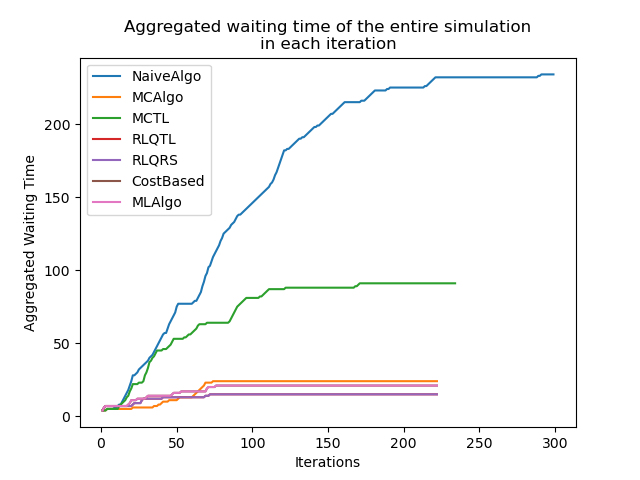 Aggregated waiting time of the entire simulation
in each iteration
NaiveAlgo
MCAlgo
MCTL
RLQTL
RLQRS
CostBased
MLAlgo
Aggregated Waiting Time
200
150
100
50
0
0 50 100 150 200 250 300
Iterations